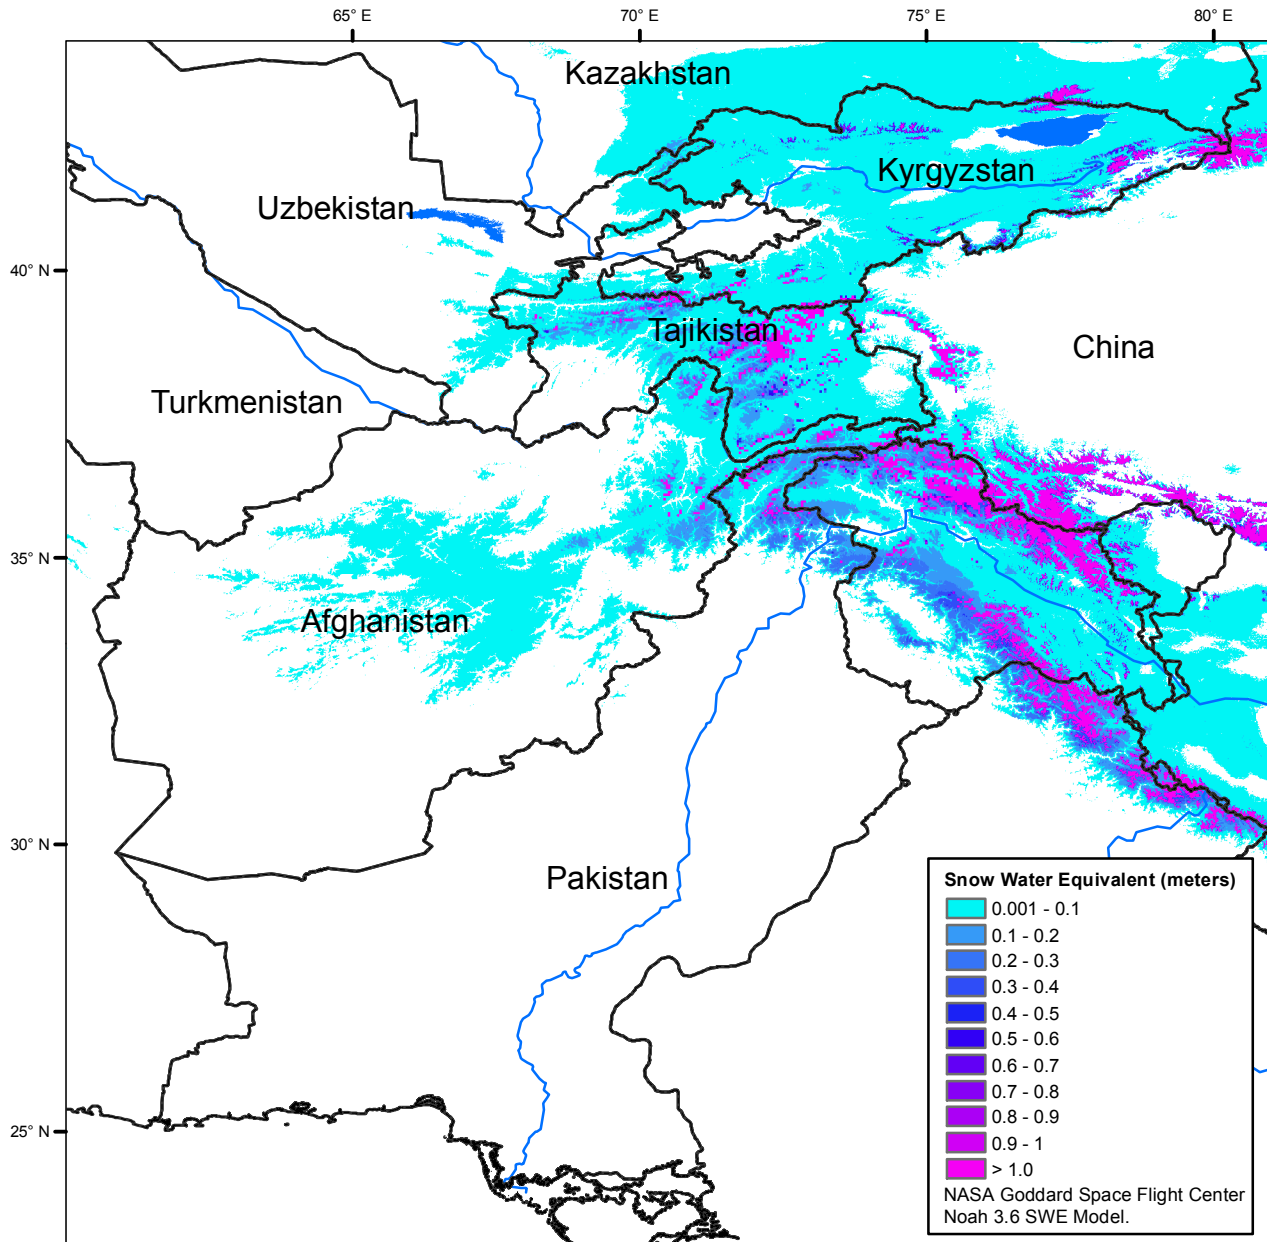 65° E
70° E
75° E
80° E
Kazakhstan
Kyrgyzstan
Uzbekistan
40° N
Tajikistan
China
Turkmenistan
35° N
Afghanistan
30° N
Pakistan
25° N
Snow Water Equivalent (meters)
0.001 - 0.1
0.1 - 0.2
0.2 - 0.3
0.3 - 0.4
0.4 - 0.5
0.5 - 0.6
0.6 - 0.7
0.7 - 0.8
0.8 - 0.9
0.9 - 1
> 1.0
NASA Goddard Space Flight Center
Noah 3.6 SWE Model.